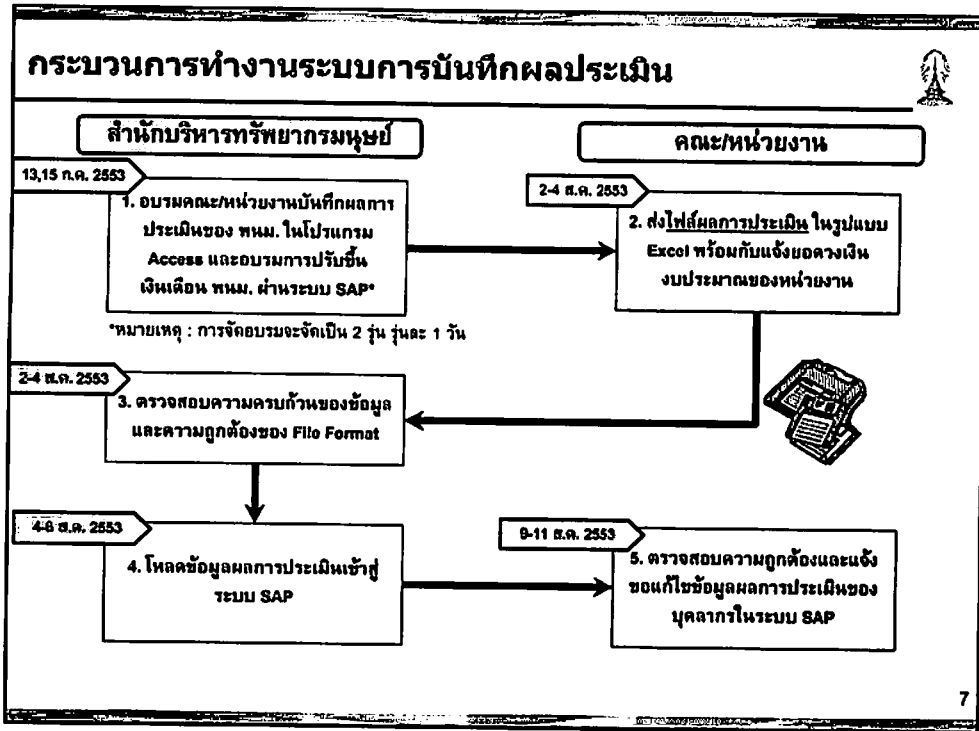 กระบวนการทำงานระบบการบันทึกผลประเมิน
สำนักบริหารทรัพยากรมนุษย์
คณะ/หน่วยงาน
13,15 ก.ค. 2553
1. อบรมคณะ/หน่วยงานบันทึกผลการ
ประเมินของ พนม. ในโปรแกรม
Access และอบรมการปรับขึ้น
เงินเดือน พนม. ผ่านระบบ SAP*
*หมายเหตุ : การจัดอบรมจะจัดเป็น 2 รุ่น รุ่นละ 1 วัน
2-4 ส.ค. 2553
2. ส่งไฟล์ผลการประเมิน ในรูปแบบ
Excel พร้อมกับแจ้งยอดวงเงิน
งบประมาณของหน่วยงาน
2-4 ส.ค. 2553
3. ตรวจสอบความครบถ้วนของข้อมูล
และความถูกต้องของ File Format
4-6 ส.ค. 2553
4. โหลดข้อมูลผลการประเมินเข้าสู่
ระบบ SAP
9-11 ส.ค. 2553
5. ตรวจสอบความถูกต้องและแจ้ง
ขอแก้ไขข้อมูลผลการประเมินของ
บุคลากรในระบบ SAP
7